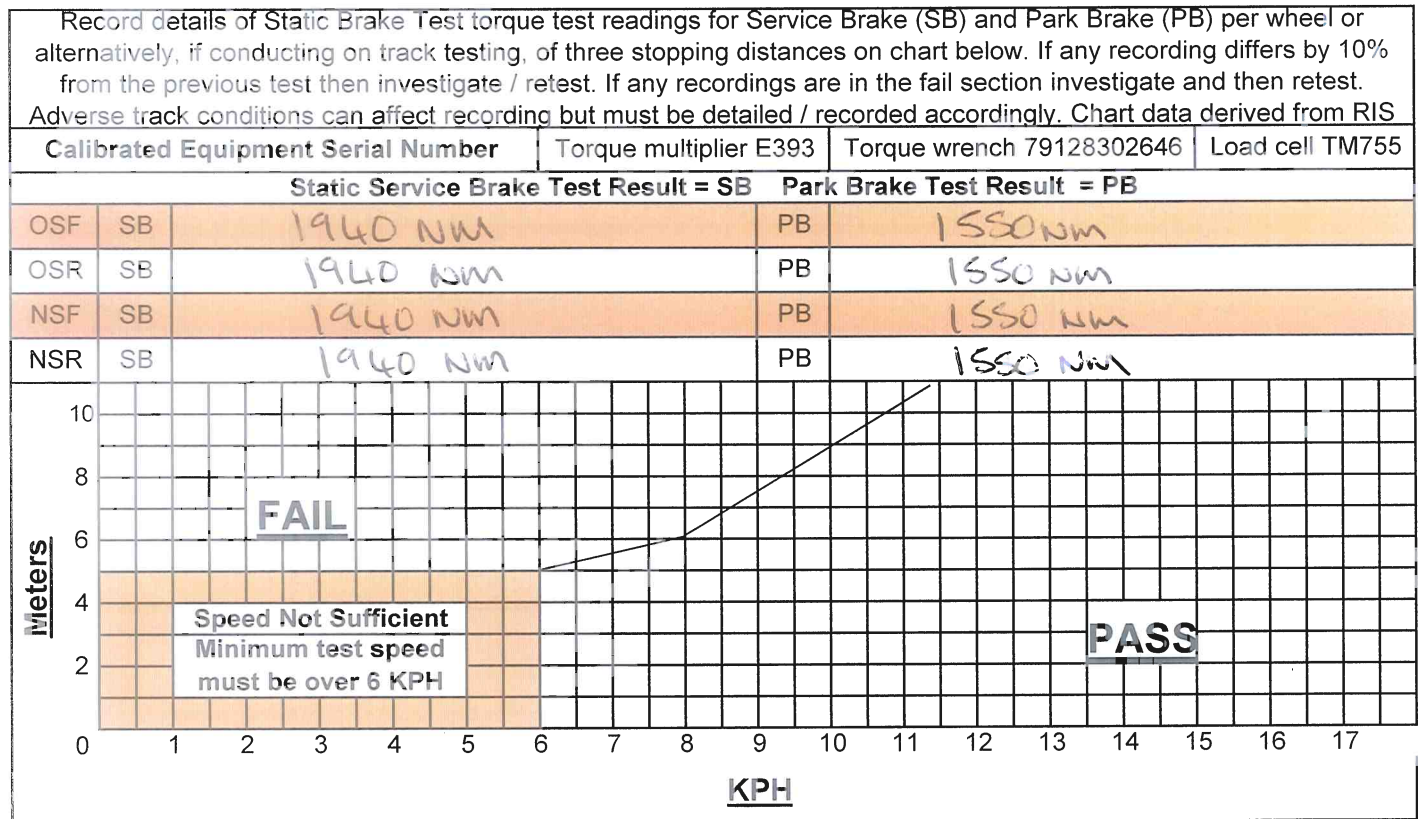 Record details of Static Brake Test torque test readings for Service Brake (SB) and Park Brake (PB) per wheel or
alternatively, if conducting on track testing, of three stopping distances on chart below. If any recording differs by 10%
from the previous test then investigate / retest. If any recordings are in the fail section investigate and then retest.
Adverse track conditions can affect recording but must be detailed / recorded accordingly. Chart data derived from RIS
Calibrated Equipment Serial Number Torque multiplier E393 Torque wrench 79128302646 Load cell TM755
Static Service Brake Test Result = SB Park Brake Test Result = PB
OSF SB 1940 NM PB 1550 NM
OSR SB 1940 NM PB 1550 NM
NSF SB 1940 NM PB 1550 NM
NSR SB 1940 NM PB 1550 NM
10
8
FAIL
6
Meters
4
Speed Not Sufficient
Minimum test speed
must be over 6 KPH
PASS
2
0 1 2 3 4 5 6 7 8 9 10 11 12 13 14 15 16 17
KPH